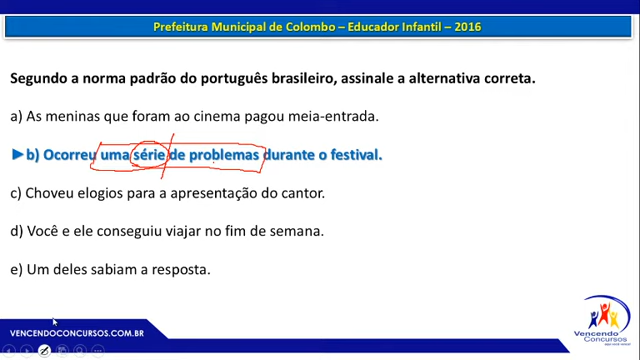 Prefeitura Municipal de Colombo – Educador Infantil – 2016
Segundo a norma padrão do português brasileiro, assinale a alternativa correta.
a) As meninas que foram ao cinema pagou meia-entrada.
►b) Ocorreu uma série de problemas durante o festival.
c) Choveu elogios para a apresentação do cantor.
d) Você e ele conseguiu viajar no fim de semana.
e) Um deles sabiam a resposta.
VENCENDOCONCURSOS.COM.BR
Vencendo
Concursos